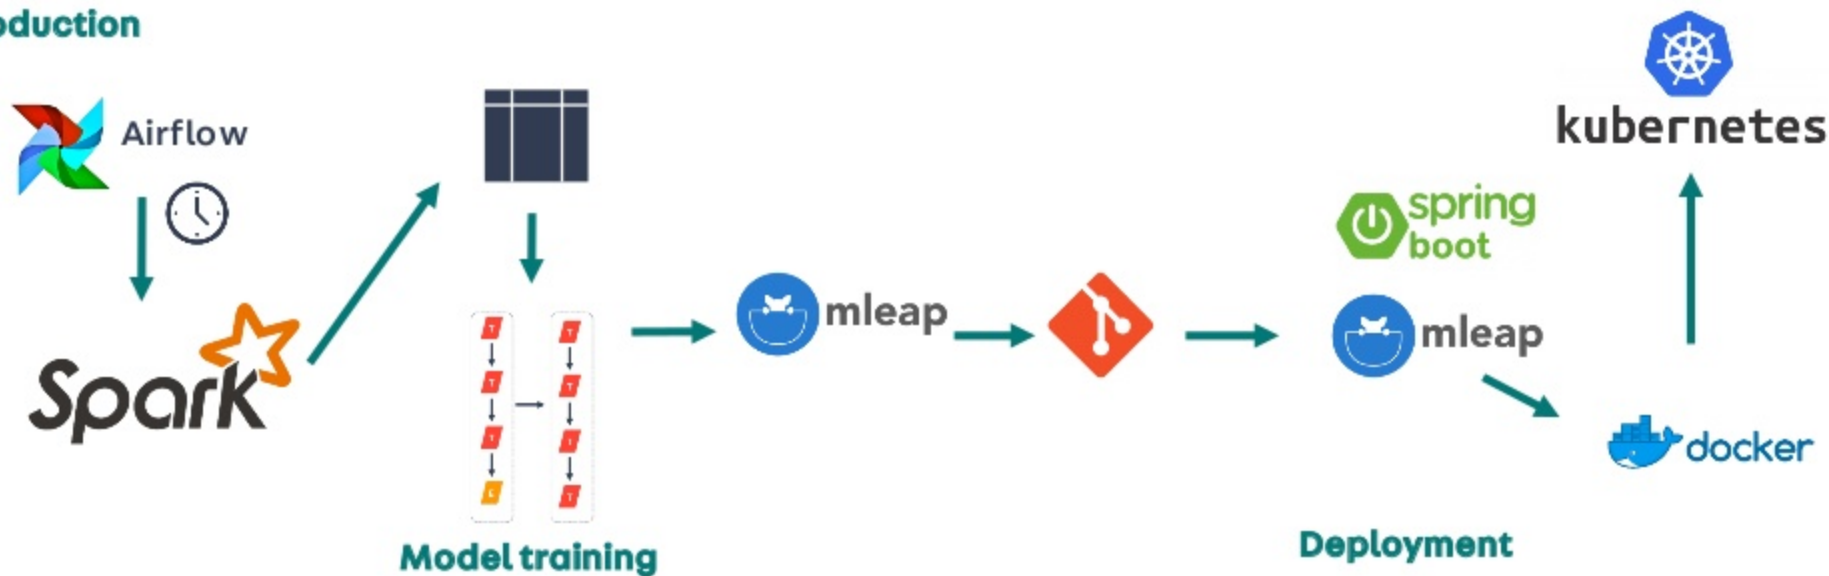 oduction
Airflow
kubernetes
spring
boot
mleap
mleap
Spark
T
T
T
T
T
T
E
T
docker
Model training
Deployment